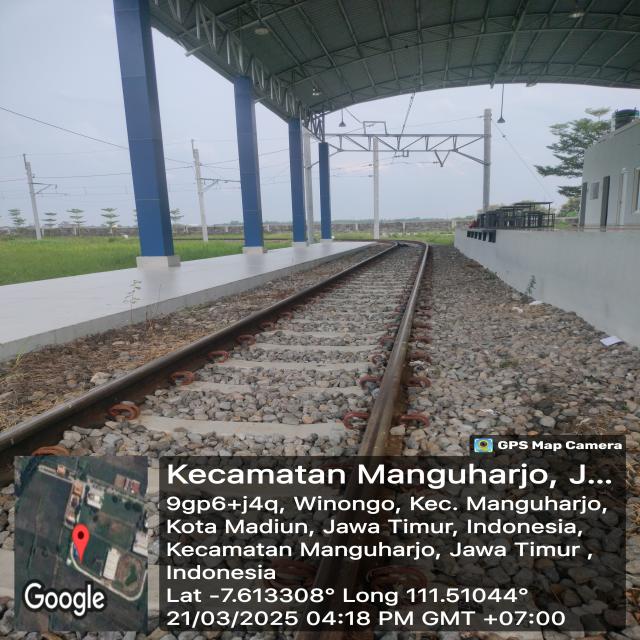 GPS Map Camera
Kecamatan Manguharjo, J...
9gp6+j4q, Winongo, Kec. Manguharjo,
Kota Madiun, Jawa Timur, Indonesia,
Kecamatan Manguharjo, Jawa Timur ,
Indonesia
Lat -7.613308° Long 111.51044°
21/03/2025 04:18 PM GMT +07:00
Google